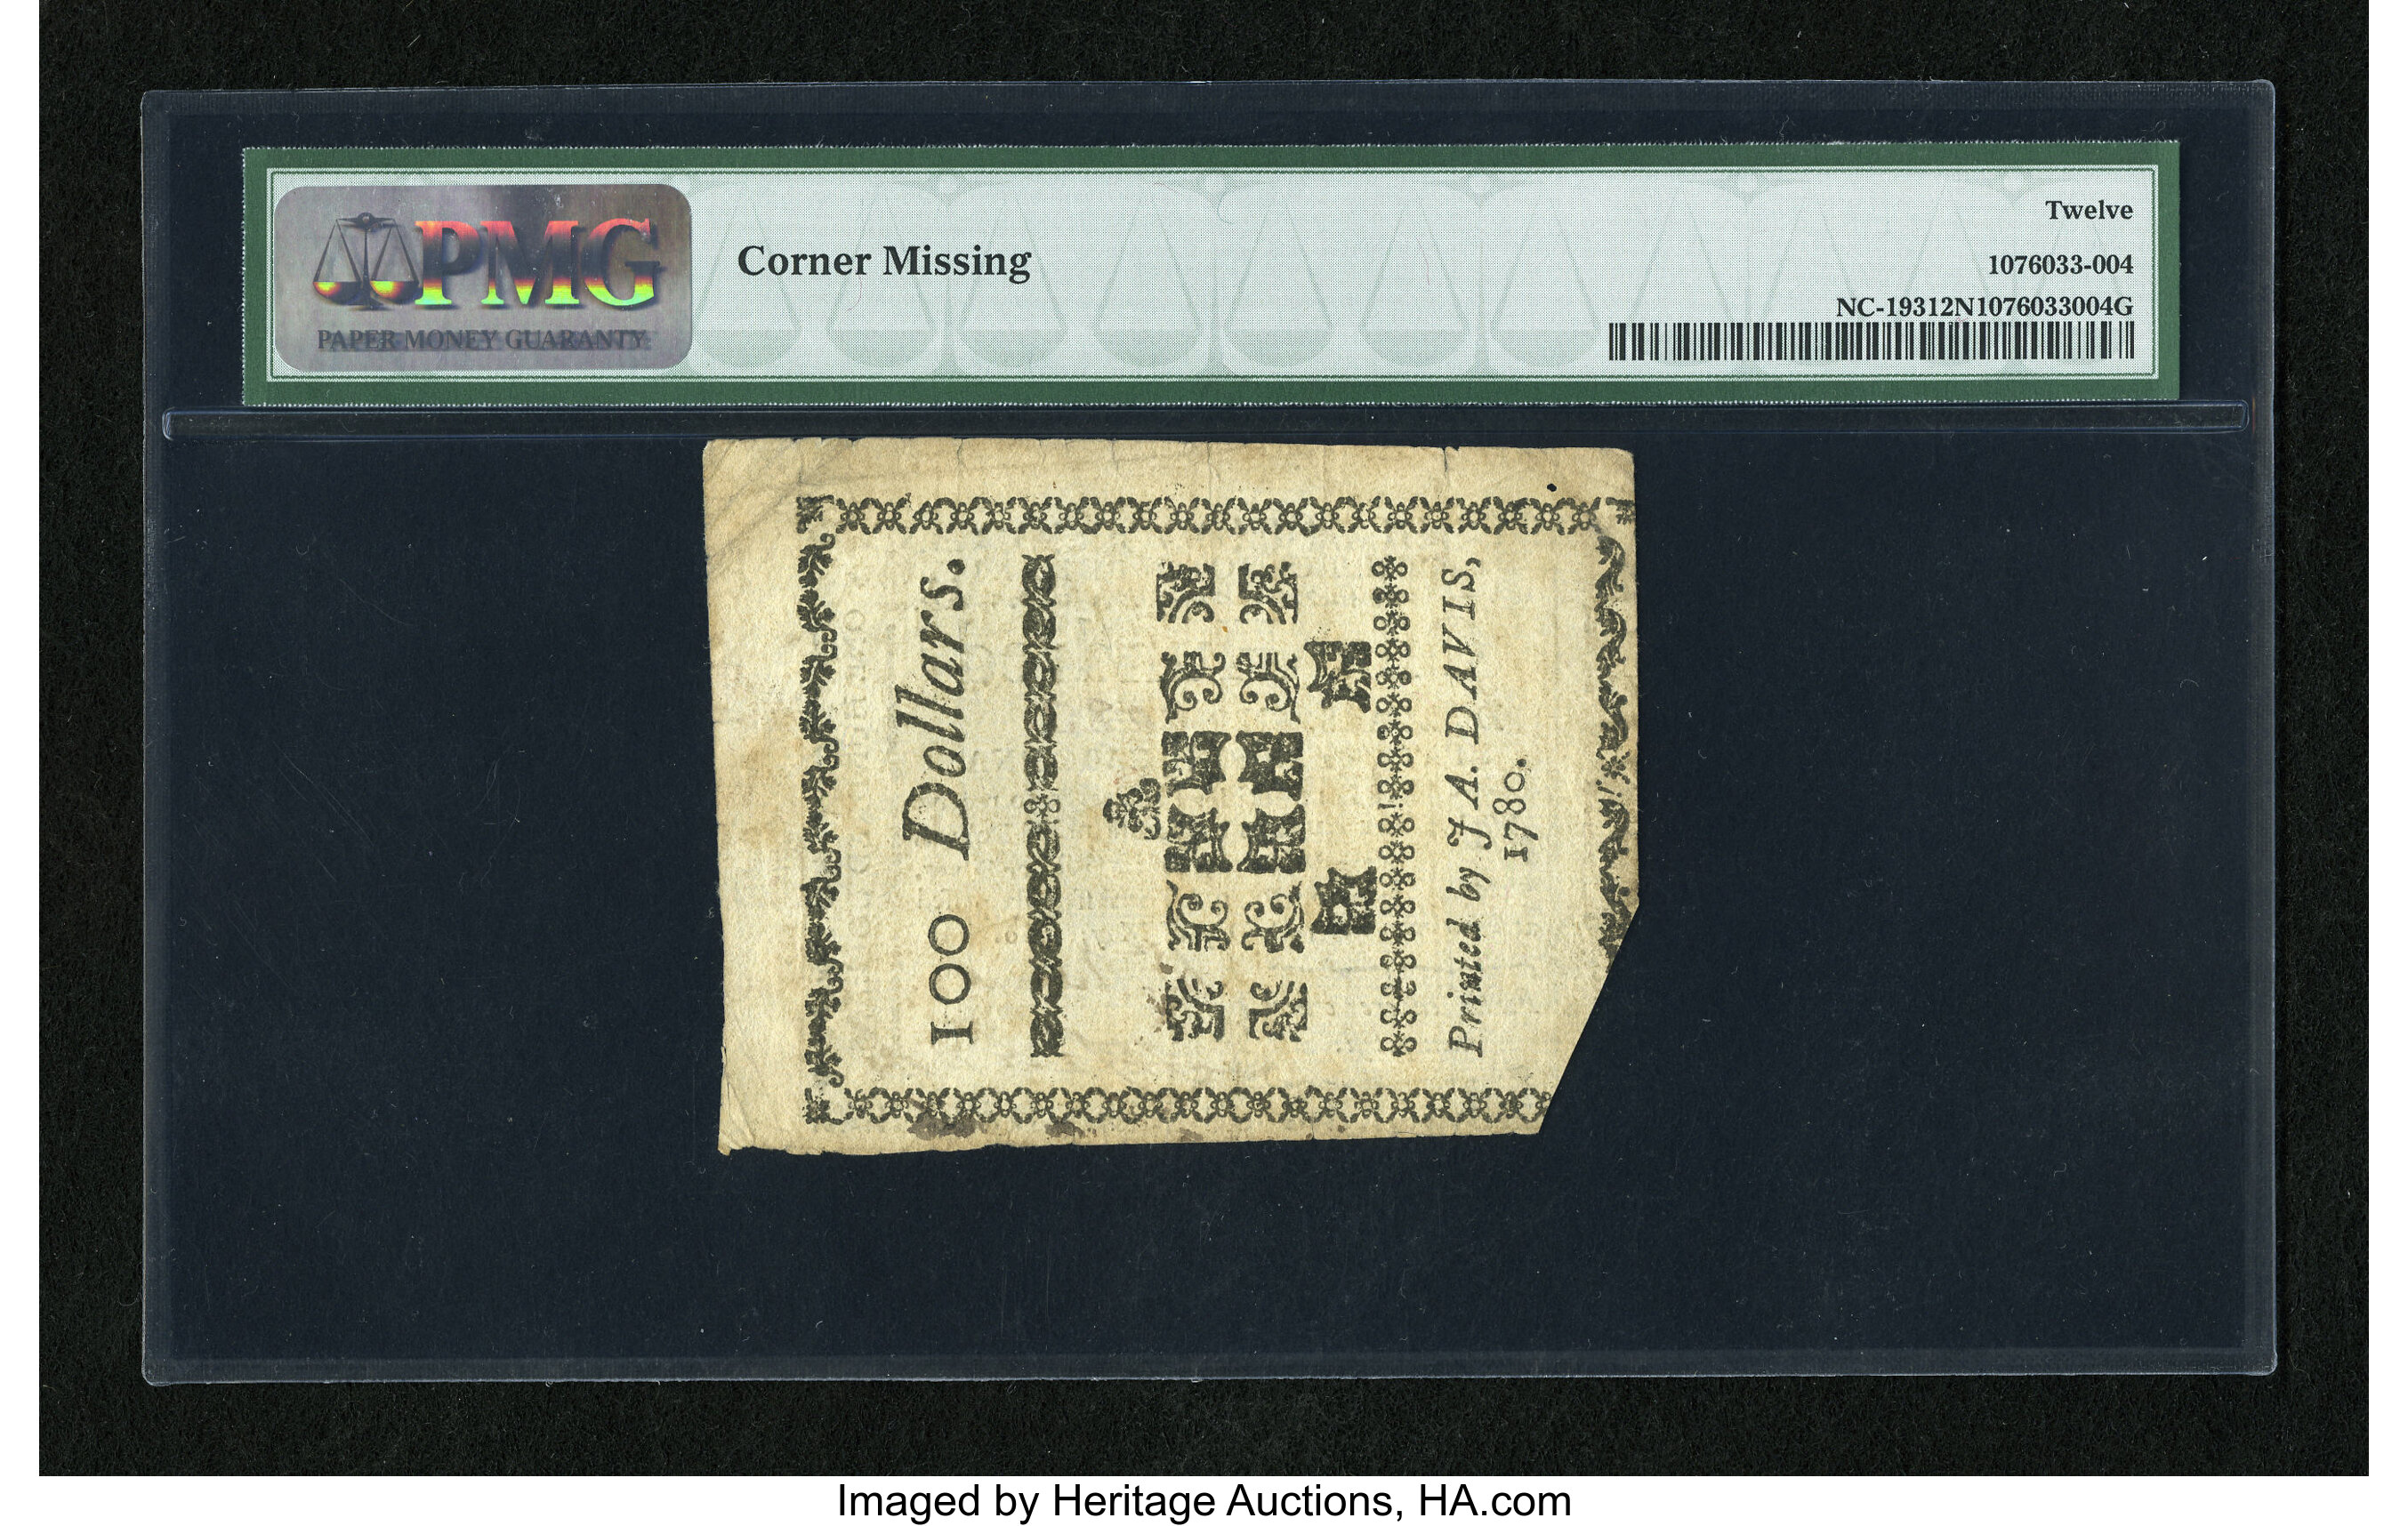 PMG
PAPER MONEY GUARANTY
Corner Missing
Twelve
1076033-004
NC-19312N1076033004G
100 Dollars.
Printed by J A. DAVIS,
1780.
Imaged by Heritage Auctions, HA.com